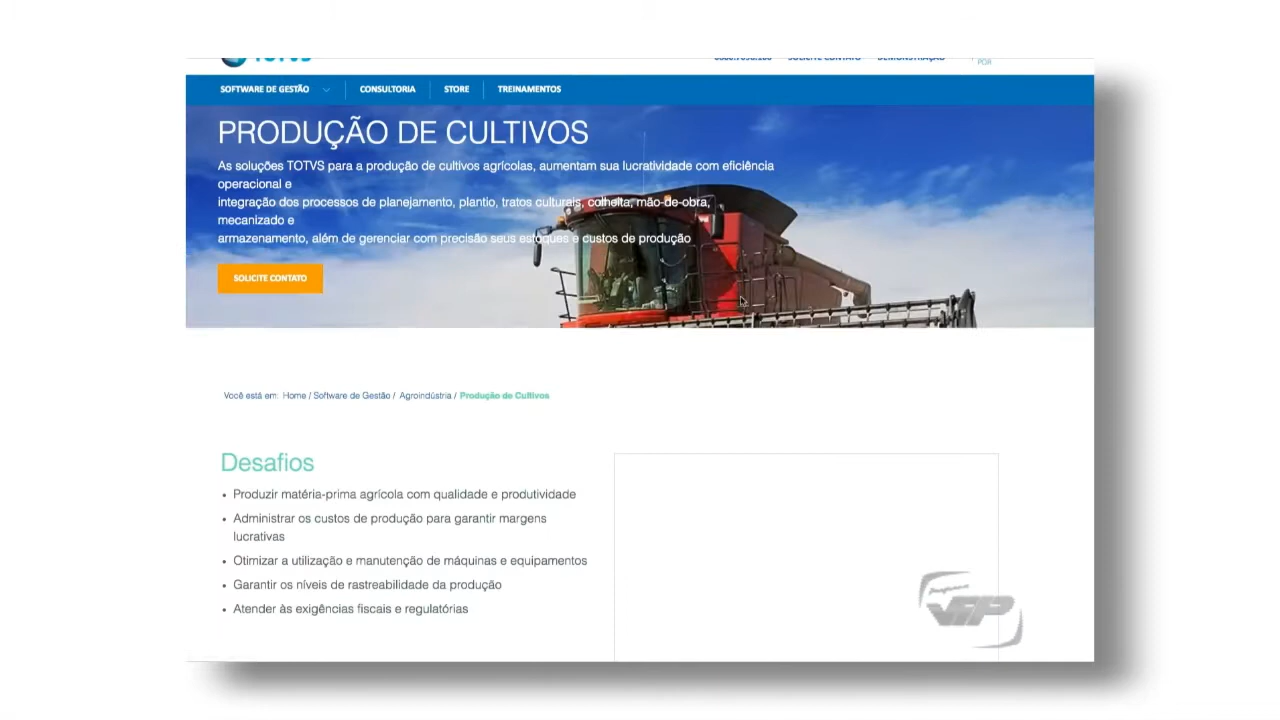 TOTVS
SOLICITE CONTATO
DEMONSTRAÇÃO
POR
SOFTWARE DE GESTÃO
CONSULTORIA
STORE
TREINAMENTOS
PRODUÇÃO DE CULTIVOS
As soluções TOTVS para a produção de cultivos agrícolas, aumentam sua lucratividade com eficiência
operacional e
integração dos processos de planejamento, plantio, tratos culturais, colheita, mão-de-obra,
mecanizado e
armazenamento, além de gerenciar com precisão seus estoques e custos de produção
SOLICITE CONTATO
Você está em: Home / Software de Gestão / Agroindústria / Produção de Cultivos
Desafios
• Produzir matéria-prima agrícola com qualidade e produtividade
• Administrar os custos de produção para garantir margens
lucrativas
• Otimizar a utilização e manutenção de máquinas e equipamentos
• Garantir os níveis de rastreabilidade da produção
• Atender às exigências fiscais e regulatórias
VIP